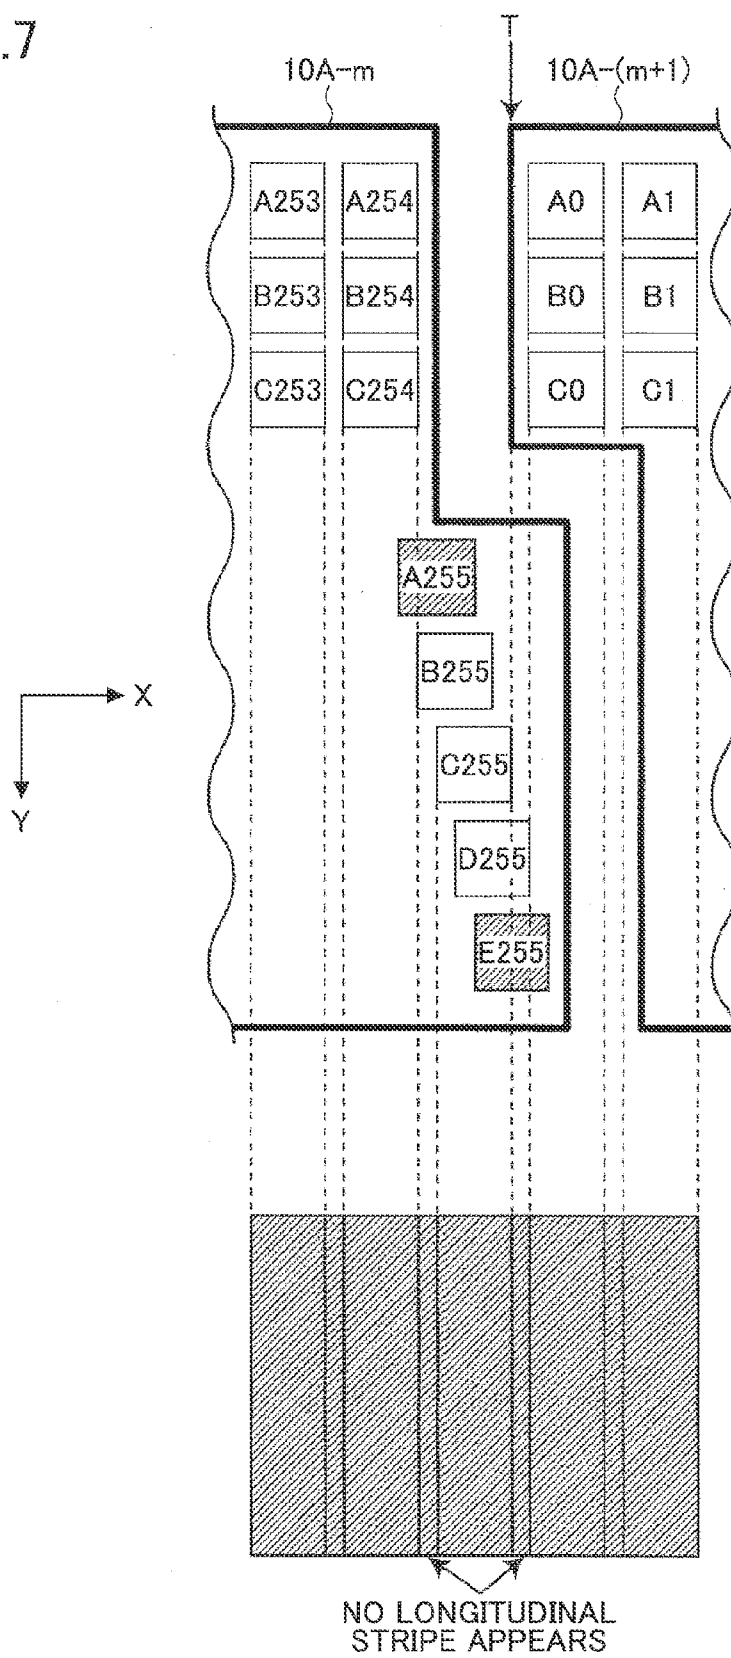 .7
T
10A-m 10A-(m+1)
A253 A254 A0 A1
B253 B254 B0 B1
C253 C254 C0 C1
A255
B255
X
C255
Y
D255
E255
NO LONGITUDINAL
STRIPE APPEARS